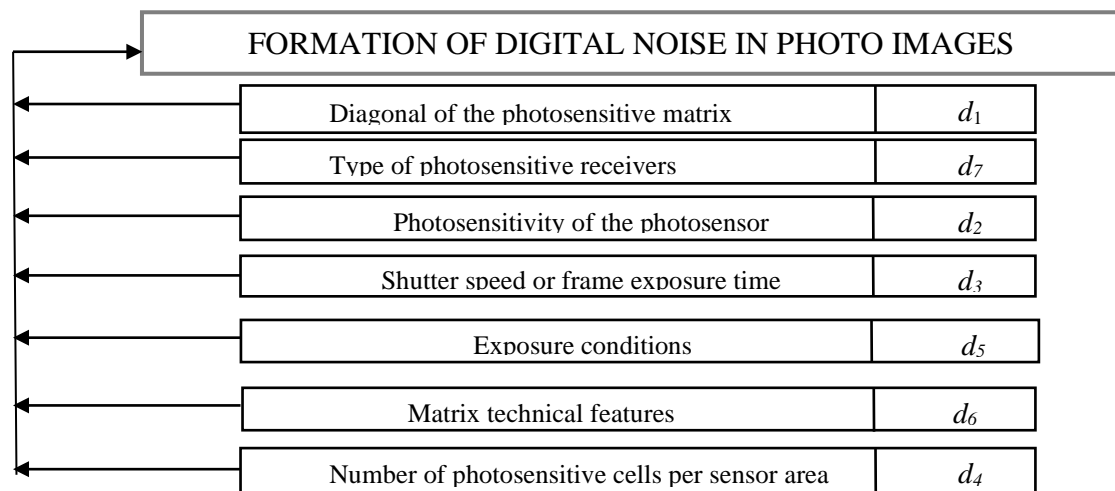 FORMATION OF DIGITAL NOISE IN PHOTO IMAGES
Diagonal of the photosensitive matrix d1
Type of photosensitive receivers d7
Photosensitivity of the photosensor d2
Shutter speed or frame exposure time d3
Exposure conditions d5
Matrix technical features d6
Number of photosensitive cells per sensor area d4